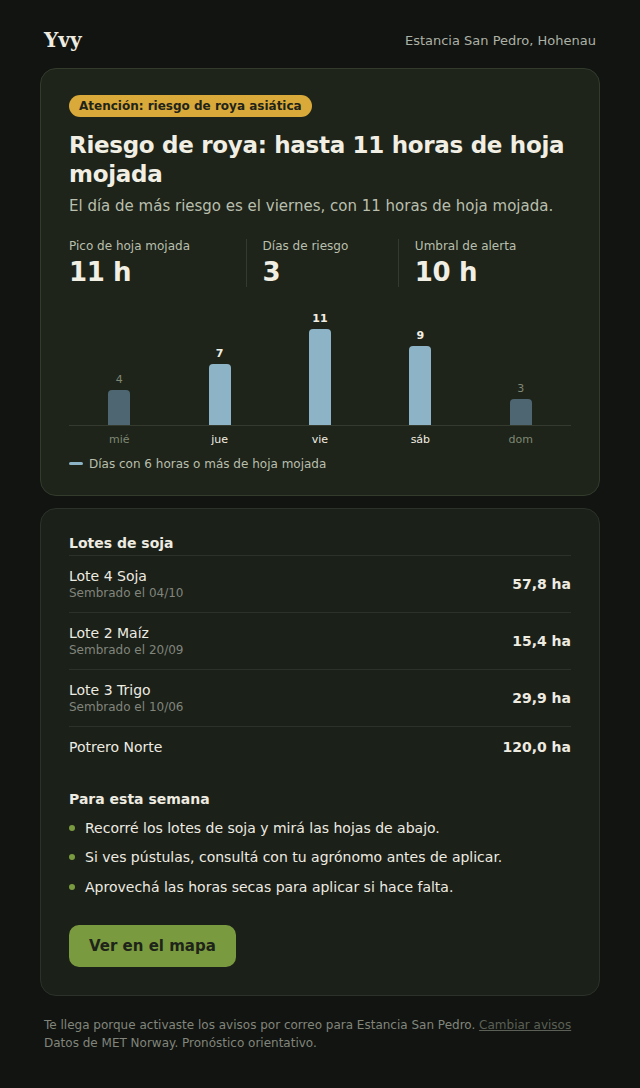 Yvy
Estancia San Pedro, Hohenau
Atención: riesgo de roya asiática
Riesgo de roya: hasta 11 horas de hoja
mojada
El día de más riesgo es el viernes, con 11 horas de hoja mojada.
Pico de hoja mojada
11 h
Días de riesgo
3
Umbral de alerta
10 h
4
7
11
9
3
mié
jue
vie
sáb
dom
Días con 6 horas o más de hoja mojada
Lotes de soja
Lote 4 Soja
Sembrado el 04/10
57,8 ha
Lote 2 Maíz
Sembrado el 20/09
15,4 ha
Lote 3 Trigo
Sembrado el 10/06
29,9 ha
Potrero Norte
120,0 ha
Para esta semana
Recorré los lotes de soja y mirá las hojas de abajo.
Si ves pústulas, consultá con tu agrónomo antes de aplicar.
Aprovechá las horas secas para aplicar si hace falta.
Ver en el mapa
Te llega porque activaste los avisos por correo para Estancia San Pedro. Cambiar avisos
Datos de MET Norway. Pronóstico orientativo.